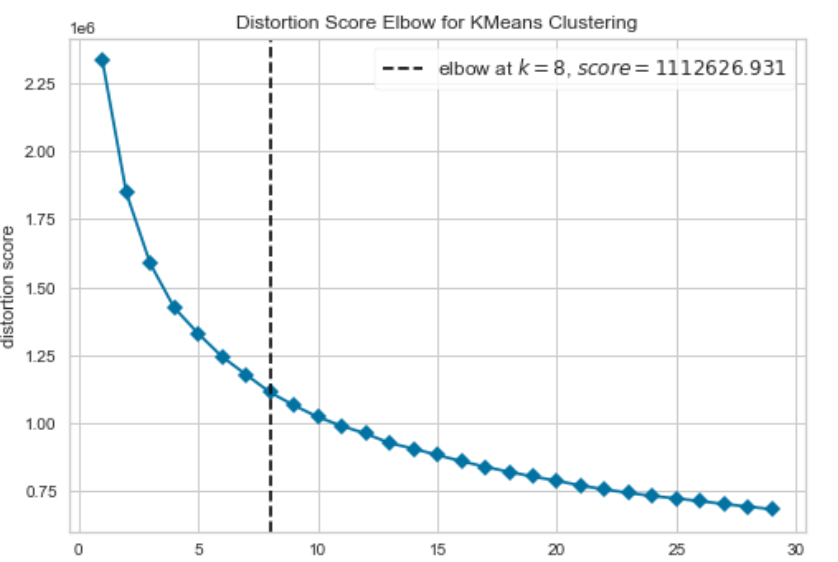 Distortion Score Elbow for KMeans Clustering
1e6
elbow at k = 8, score = 1112626.931
distortion score
2.25
2.00
1.75
1.50
1.25
1.00
0.75
0 5 10 15 20 25 30